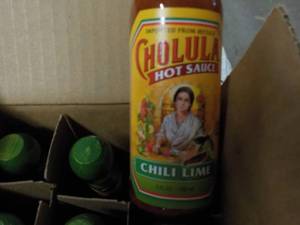 IMPORTED FROM MEXICO
CHOLULA
HOT SAUCE
CHILI LIME